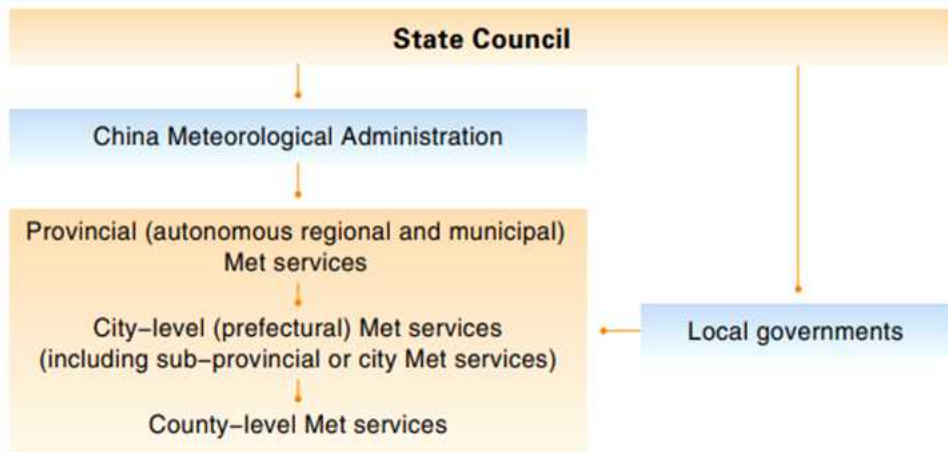 State Council
China Meteorological Administration
Provincial (autonomous regional and municipal)
Met services
City–level (prefectural) Met services
(including sub–provincial or city Met services)
County–level Met services
Local governments